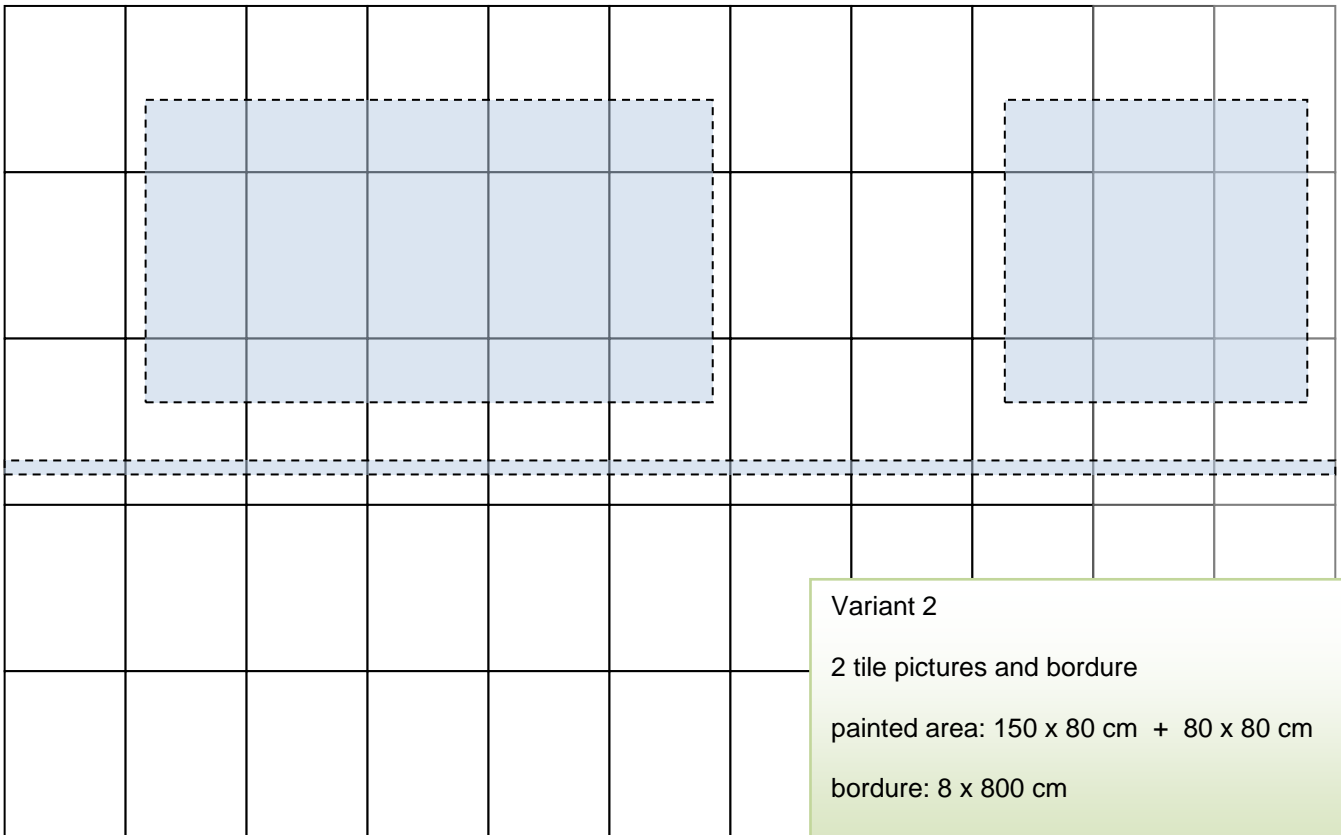 Variant 2
2 tile pictures and bordure
painted area: 150 x 80 cm + 80 x 80 cm
bordure: 8 x 800 cm